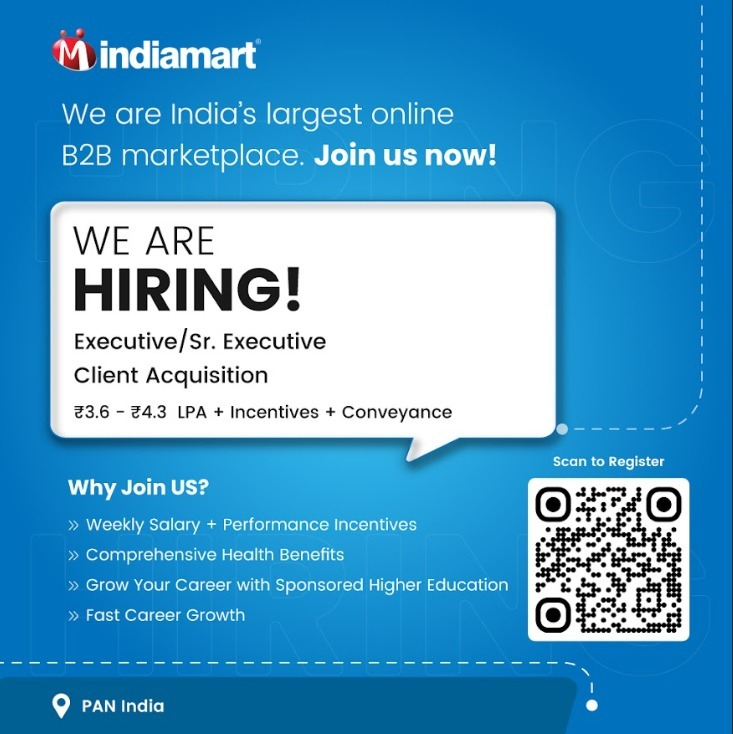 indiamart®
We are India's largest online
B2B marketplace. Join us now!
WE ARE
HIRING!
Executive/Sr. Executive
Client Acquisition
₹3.6 - ₹4.3 LPA + Incentives + Conveyance
Scan to Register
Why Join US?
» Weekly Salary + Performance Incentives
» Comprehensive Health Benefits
» Grow Your Career with Sponsored Higher Education
» Fast Career Growth
PAN India
HIRING
HIRING